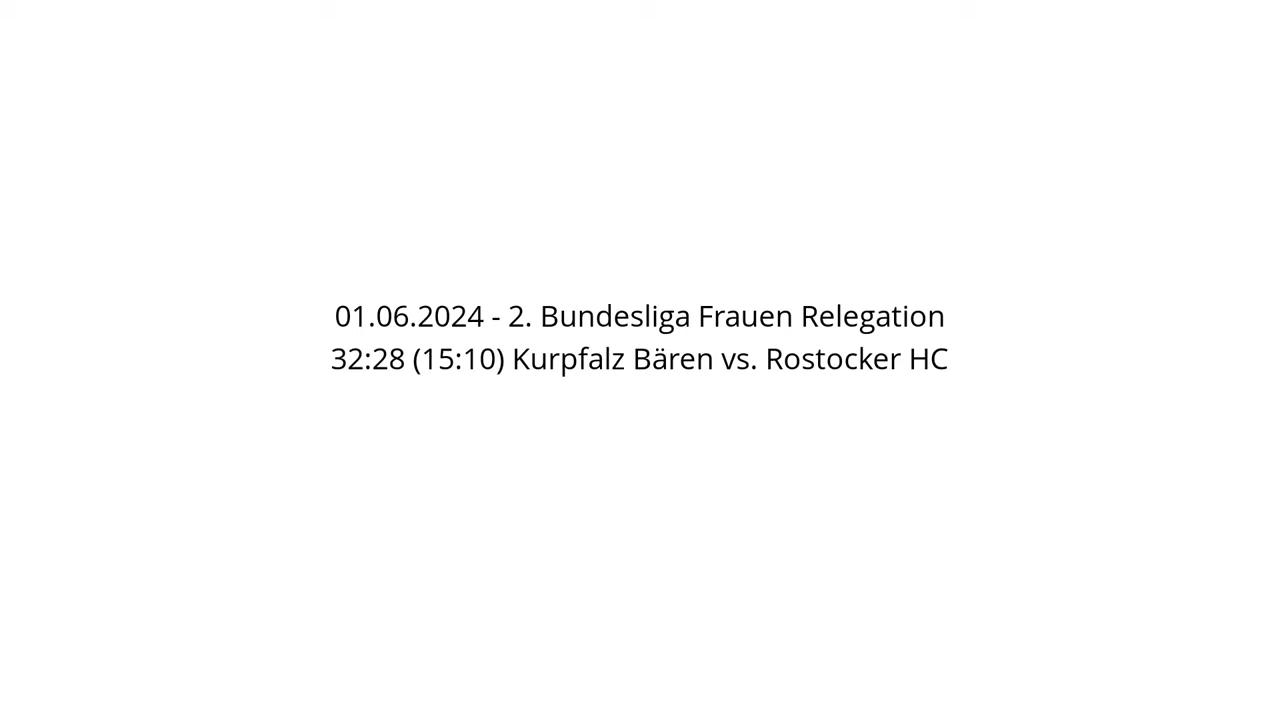 01.06.2024 - 2. Bundesliga Frauen Relegation
32:28 (15:10) Kurpfalz Bären vs. Rostocker HC